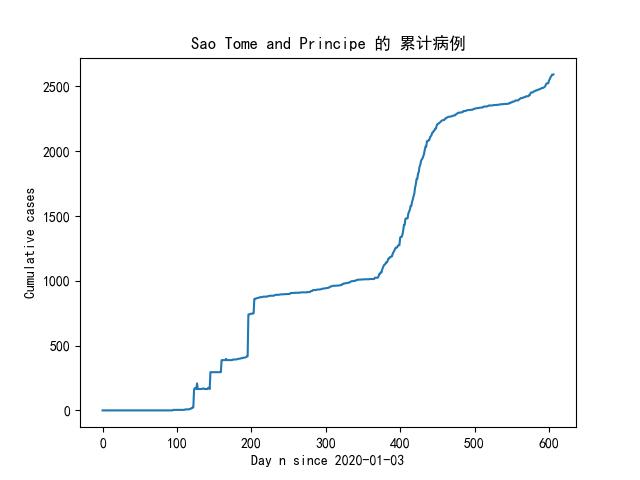 Sao Tome and Principe 的 累计病例
Cumulative cases
2500
2000
1500
1000
500
0
0 100 200 300 400 500 600
Day n since 2020-01-03